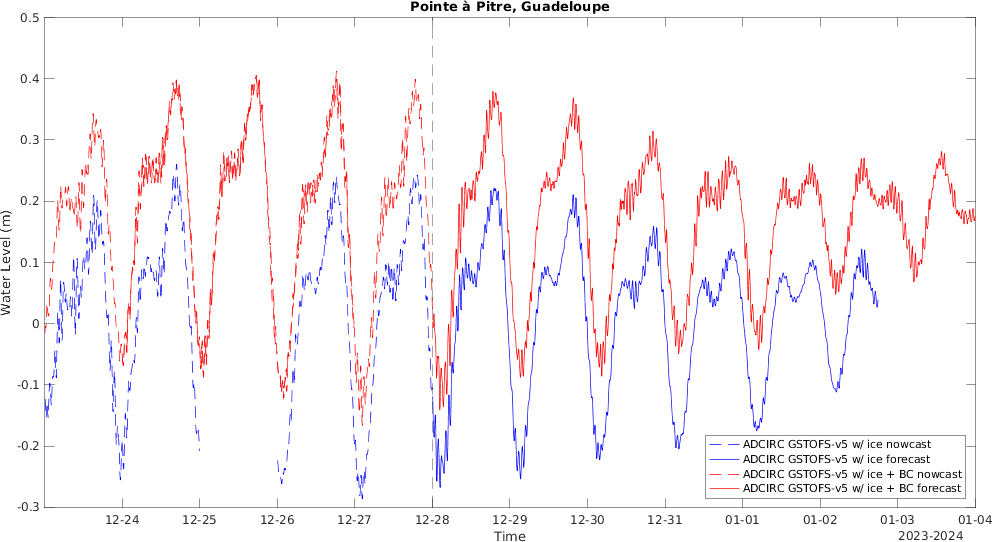 Pointe à Pitre, Guadeloupe
Water Level (m)
0.5
0.4
0.3
0.2
0.1
0
-0.1
-0.2
-0.3
12-24 12-25 12-26 12-27 12-28 12-29 12-30 12-31 01-01 01-02 01-03 01-04
2023-2024
Time
ADCIRC GSTOFS-v5 w/ ice nowcast
ADCIRC GSTOFS-v5 w/ ice forecast
ADCIRC GSTOFS-v5 w/ ice + BC nowcast
ADCIRC GSTOFS-v5 w/ ice + BC forecast